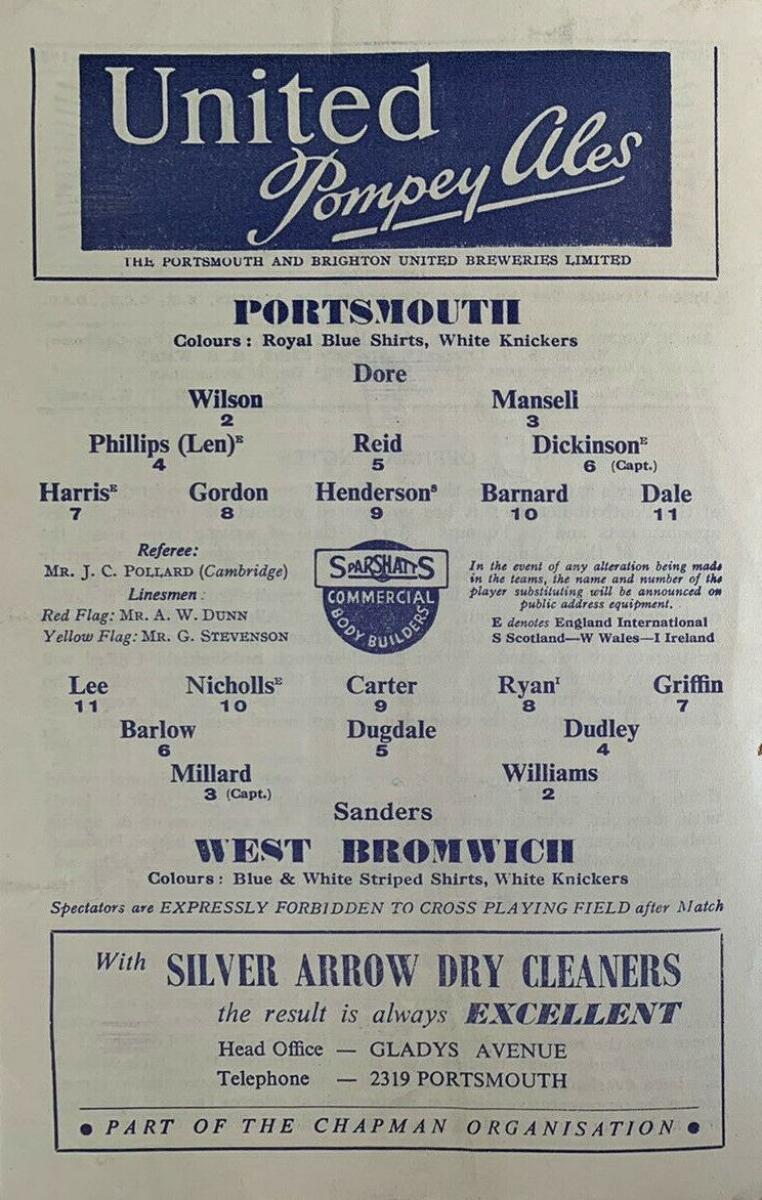 United
Pompey Ales
THE PORTSMOUTH AND BRIGHTON UNITED BREWERIES LIMITED
PORTSMOUTH
Colours: Royal Blue Shirts, White Knickers
Dore
Wilson Mansell
2 3
Phillips (Len)E Reid DickinsonE
4 5 6 (Capt.)
HarrisE Gordon HendersonS Barnard Dale
7 8 9 10 11
Referee:
MR. J. C. POLLARD (Cambridge)
Linesmen:
Red Flag: MR. A. W. DUNN
Yellow Flag: MR. G. STEVENSON
SPARSHATTS
COMMERCIAL
BODY BUILDERS
In the event of any alteration being made
in the teams, the name and number of the
player substituting will be announced on
public address equipment.
E denotes England International
S Scotland—W Wales—I Ireland
Lee NichollsE Carter RyanI Griffin
11 10 9 8 7
Barlow Dugdale Dudley
6 5 4
Millard Williams
3 (Capt.) 2
Sanders
WEST BROMWICH
Colours: Blue & White Striped Shirts, White Knickers
Spectators are EXPRESSLY FORBIDDEN TO CROSS PLAYING FIELD after Match
With SILVER ARROW DRY CLEANERS
the result is always EXCELLENT
Head Office — GLADYS AVENUE
Telephone — 2319 PORTSMOUTH
• PART OF THE CHAPMAN ORGANISATION •